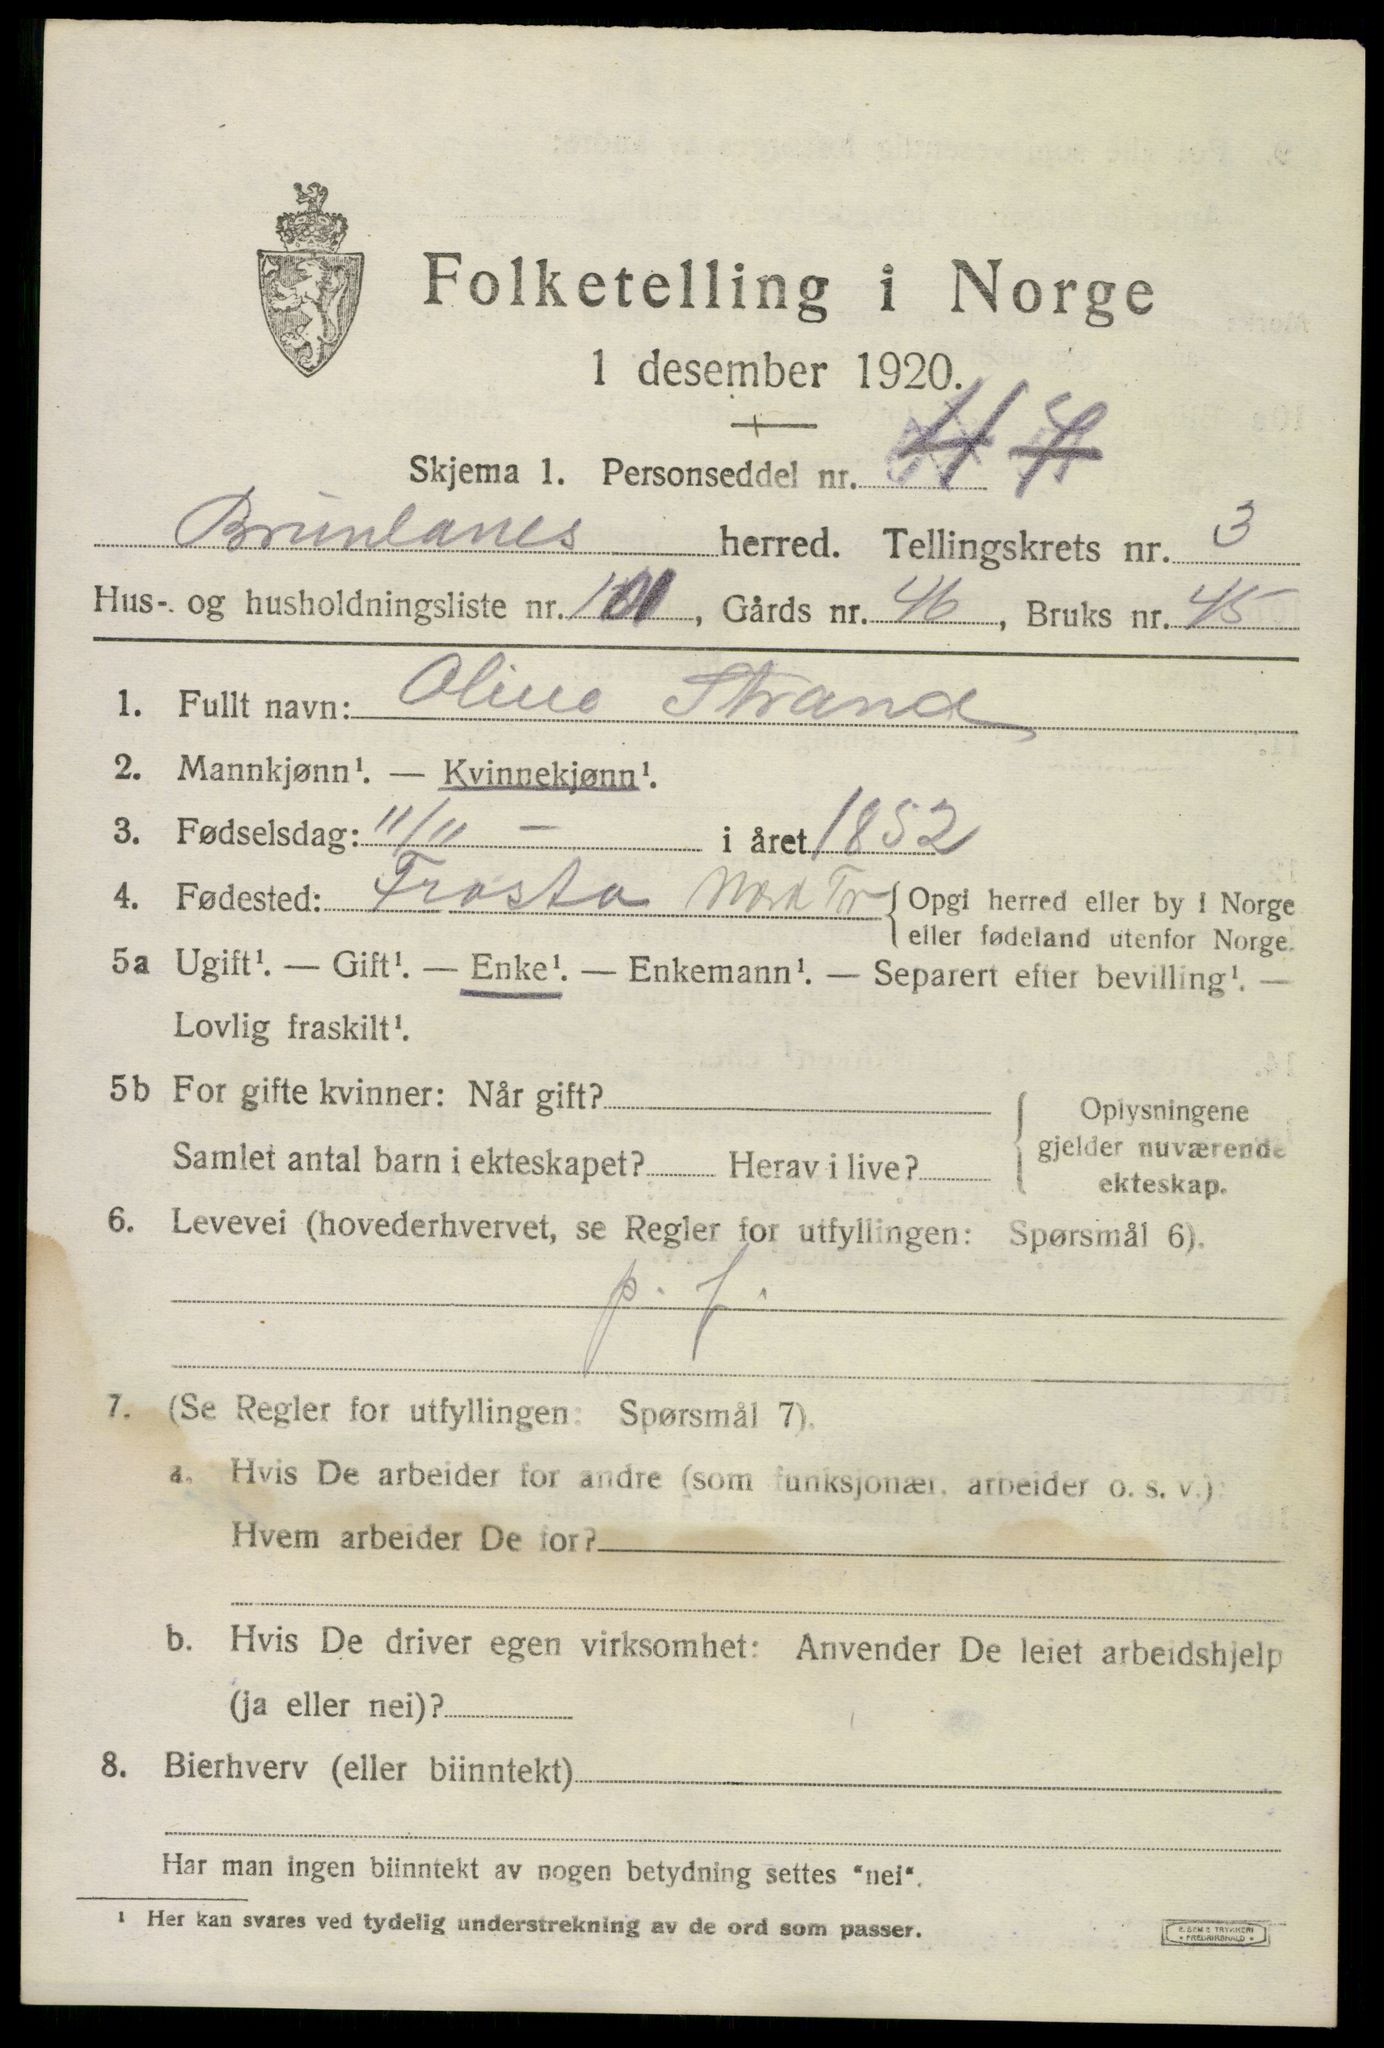 Folketelling i Norge
1 desember 1920.
Skjema 1. Personseddel nr.
Brunlanes herred. Tellingskrets nr. 3
Hus- og husholdningsliste nr. 101, Gårds nr. 46, Bruks nr. 45
1. Fullt navn: Oline Strand
2. Mannkjønn¹. — Kvinnekjønn¹.
3. Fødselsdag: 11/11 — i året 1852
4. Fødested: Frosta Nord Tr { Opgi herred eller by i Norge
eller fødeland utenfor Norge.
5a Ugift¹. — Gift¹. — Enke¹. — Enkemann¹. — Separert efter bevilling¹. —
Lovlig fraskilt¹.
5b For gifte kvinner: Når gift?
Samlet antal barn i ekteskapet? Herav i live?
Oplysningene
gjelder nuværende
ekteskap.
6. Levevei (hovederhvervet, se Regler for utfyllingen: Spørsmål 6).
p. f.
7. (Se Regler for utfyllingen: Spørsmål 7).
a. Hvis De arbeider for andre (som funksjonær, arbeider o. s. v.):
Hvem arbeider De for?
b. Hvis De driver egen virksomhet: Anvender De leiet arbeidshjelp
(ja eller nei)?
8. Bierhverv (eller biinntekt)
Har man ingen biinntekt av nogen betydning settes "nei".
¹ Her kan svares ved tydelig understrekning av de ord som passer.
E. SEM'S TRYKKERI
FREDRIKSHALD